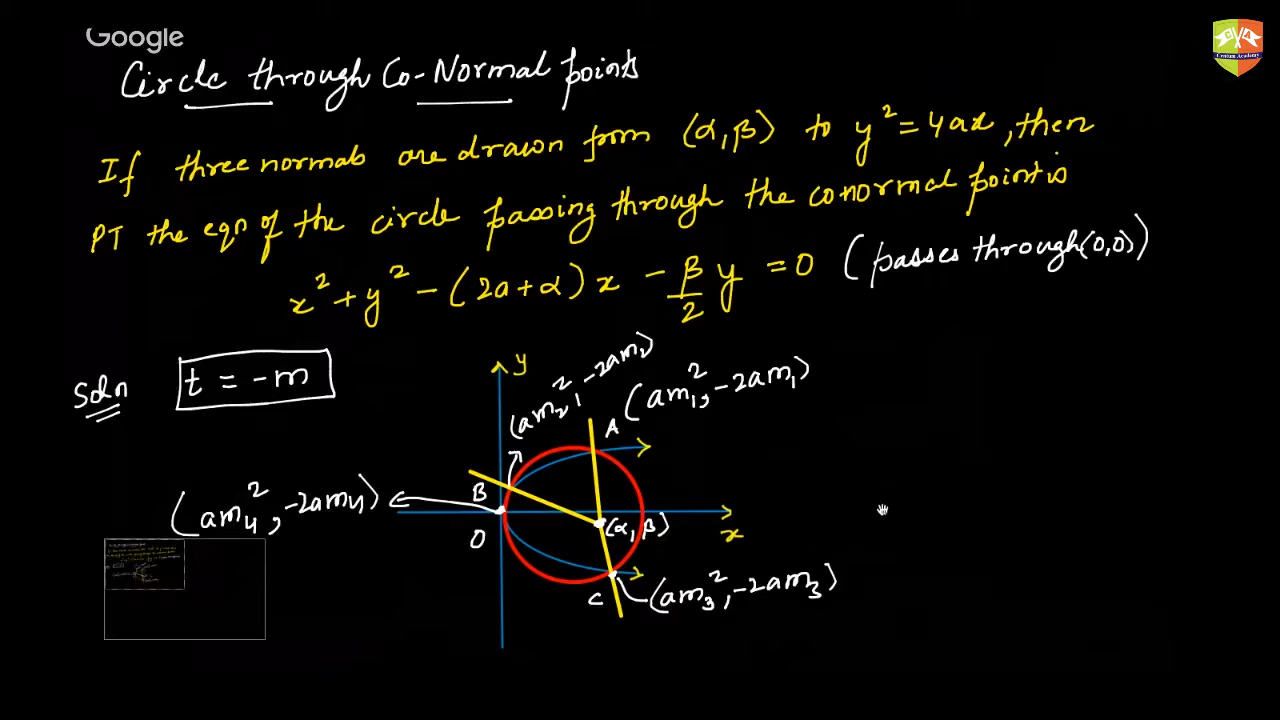 Google
Circle through Co-Normal points
If three normals are drawn from (α, β) to y² = 4ax, then
PT the eqn of the circle passing through the conormal point is
x² + y² - (2a + α) x - β/2 y = 0 (passes through (0,0))
Soln t = -m
y
(am₂², -2am₂)
A (am₁², -2am₁)
B
(am₄², -2am₄)
O
(α, β)
x
C (am₃², -2am₃)